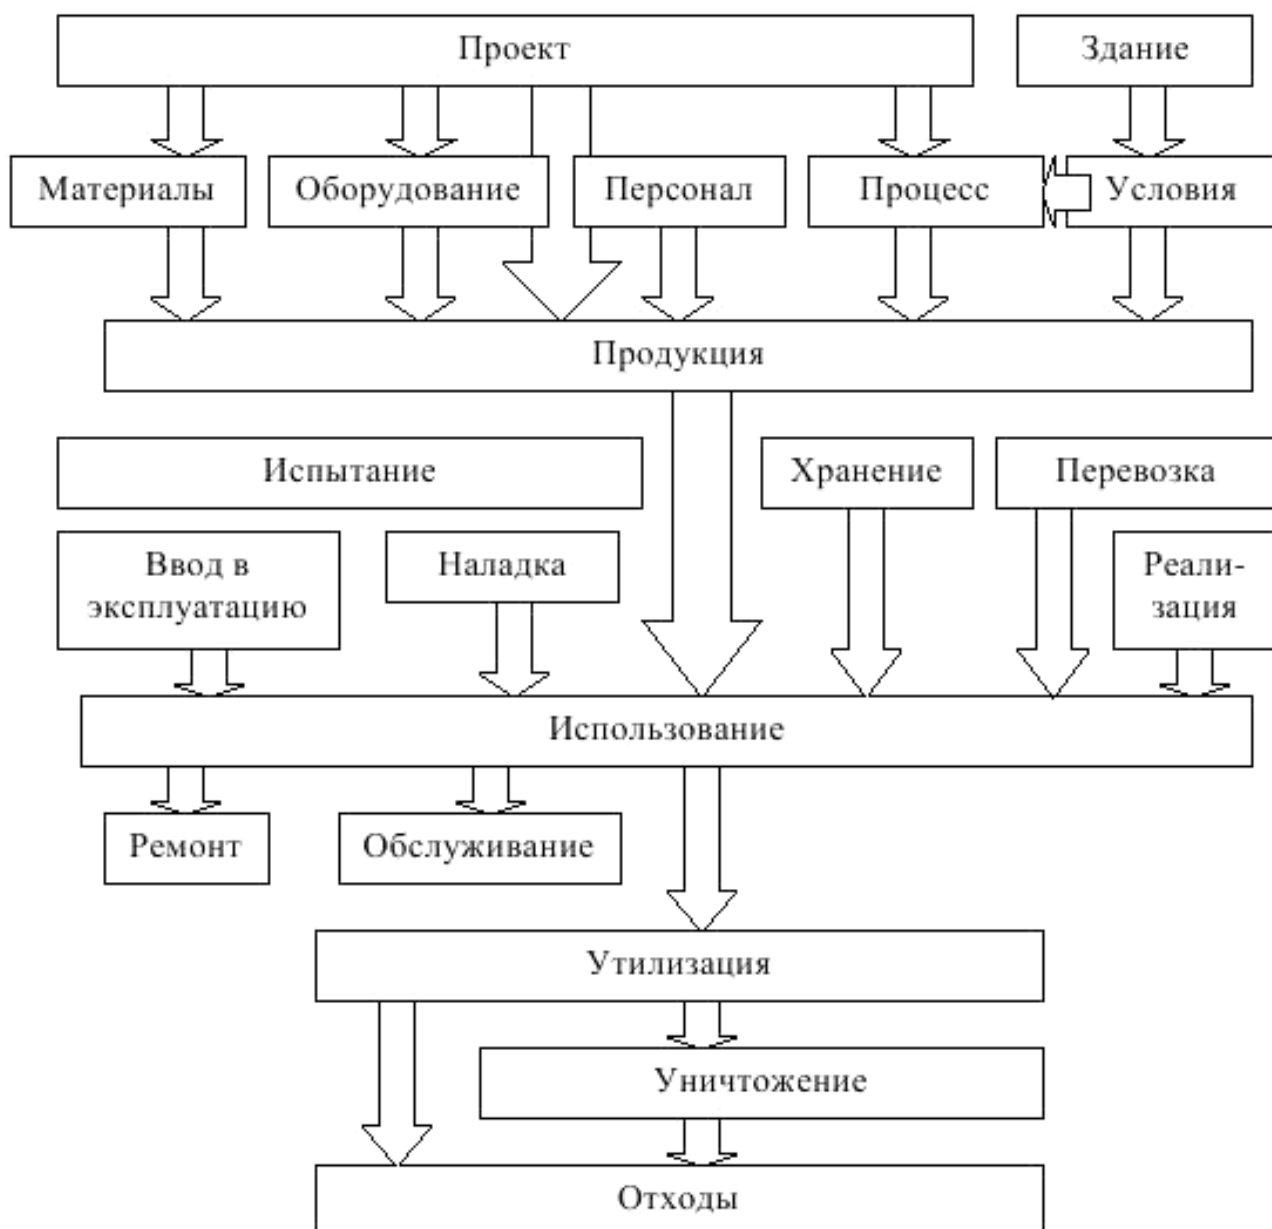 Проект
Здание
Материалы
Оборудование
Персонал
Процесс
Условия
Продукция
Испытание
Хранение
Перевозка
Ввод в
эксплуатацию
Наладка
Реали-
зация
Использование
Ремонт
Обслуживание
Утилизация
Уничтожение
Отходы